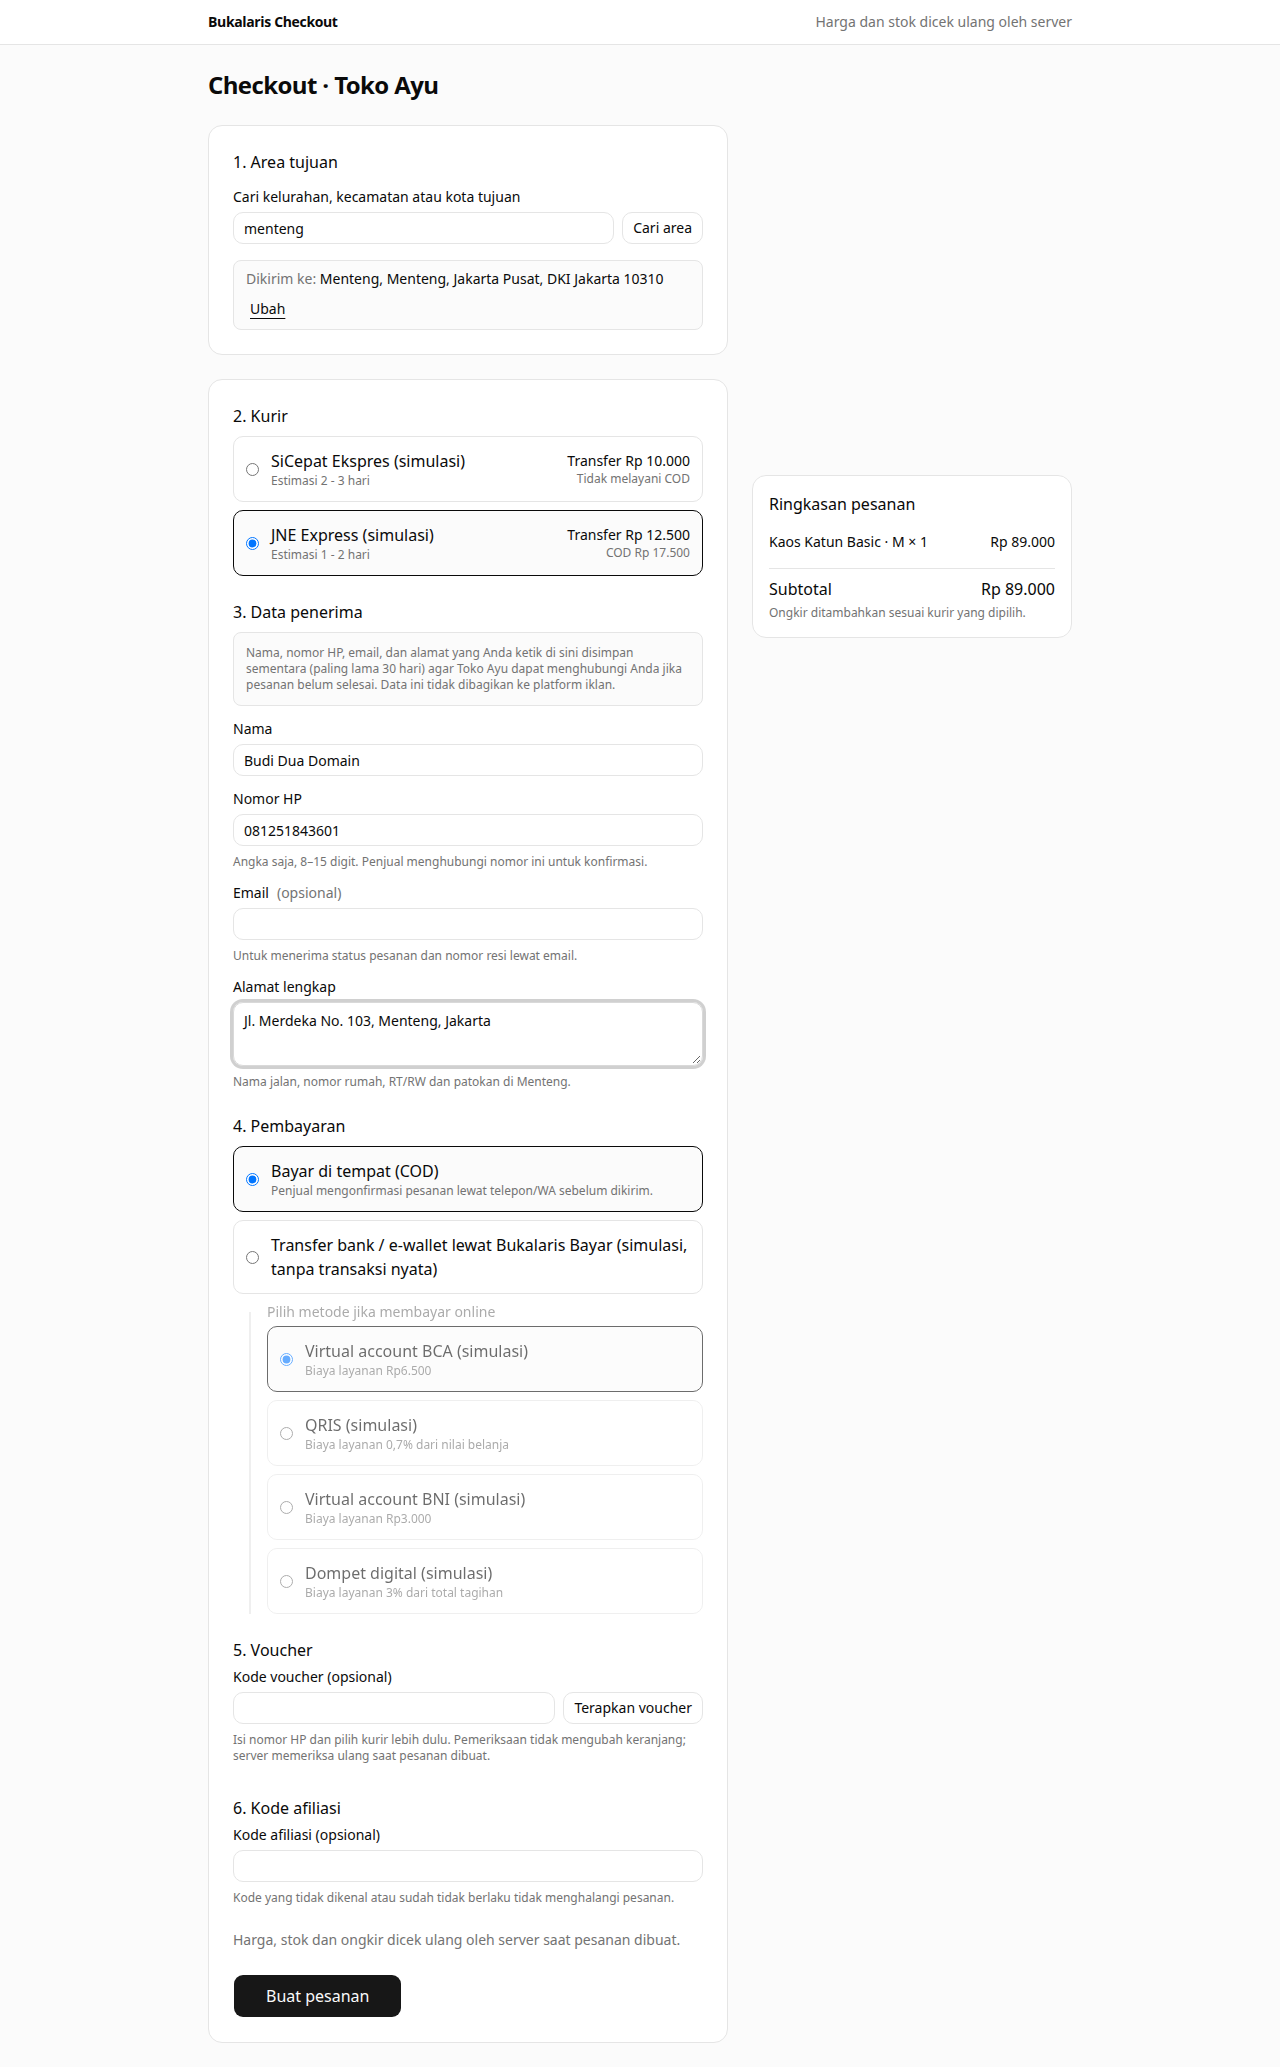 Bukalaris Checkout
Harga dan stok dicek ulang oleh server
Checkout · Toko Ayu
1. Area tujuan
Cari kelurahan, kecamatan atau kota tujuan
menteng
Cari area
Dikirim ke: Menteng, Menteng, Jakarta Pusat, DKI Jakarta 10310
Ubah
2. Kurir
SiCepat Ekspres (simulasi)
Estimasi 2 - 3 hari
Transfer Rp 10.000
Tidak melayani COD
JNE Express (simulasi)
Estimasi 1 - 2 hari
Transfer Rp 12.500
COD Rp 17.500
3. Data penerima
Nama, nomor HP, email, dan alamat yang Anda ketik di sini disimpan
sementara (paling lama 30 hari) agar Toko Ayu dapat menghubungi Anda jika
pesanan belum selesai. Data ini tidak dibagikan ke platform iklan.
Nama
Budi Dua Domain
Nomor HP
081251843601
Angka saja, 8–15 digit. Penjual menghubungi nomor ini untuk konfirmasi.
Email (opsional)
Untuk menerima status pesanan dan nomor resi lewat email.
Alamat lengkap
Jl. Merdeka No. 103, Menteng, Jakarta
Nama jalan, nomor rumah, RT/RW dan patokan di Menteng.
4. Pembayaran
Bayar di tempat (COD)
Penjual mengonfirmasi pesanan lewat telepon/WA sebelum dikirim.
Transfer bank / e-wallet lewat Bukalaris Bayar (simulasi,
tanpa transaksi nyata)
Pilih metode jika membayar online
Virtual account BCA (simulasi)
Biaya layanan Rp6.500
QRIS (simulasi)
Biaya layanan 0,7% dari nilai belanja
Virtual account BNI (simulasi)
Biaya layanan Rp3.000
Dompet digital (simulasi)
Biaya layanan 3% dari total tagihan
5. Voucher
Kode voucher (opsional)
Terapkan voucher
Isi nomor HP dan pilih kurir lebih dulu. Pemeriksaan tidak mengubah keranjang;
server memeriksa ulang saat pesanan dibuat.
6. Kode afiliasi
Kode afiliasi (opsional)
Kode yang tidak dikenal atau sudah tidak berlaku tidak menghalangi pesanan.
Harga, stok dan ongkir dicek ulang oleh server saat pesanan dibuat.
Buat pesanan
Ringkasan pesanan
Kaos Katun Basic · M × 1
Rp 89.000
Subtotal
Rp 89.000
Ongkir ditambahkan sesuai kurir yang dipilih.